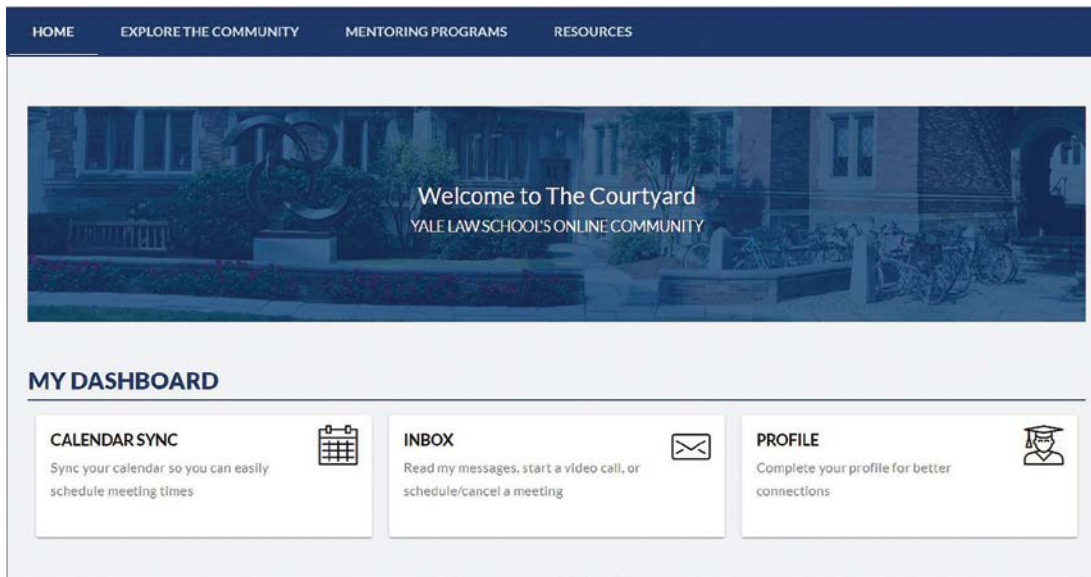 HOME EXPLORE THE COMMUNITY MENTORING PROGRAMS RESOURCES
Welcome to The Courtyard
YALE LAW SCHOOL'S ONLINE COMMUNITY
MY DASHBOARD
CALENDAR SYNC
Sync your calendar so you can easily
schedule meeting times
INBOX
Read my messages, start a video call, or
schedule/cancel a meeting
PROFILE
Complete your profile for better
connections